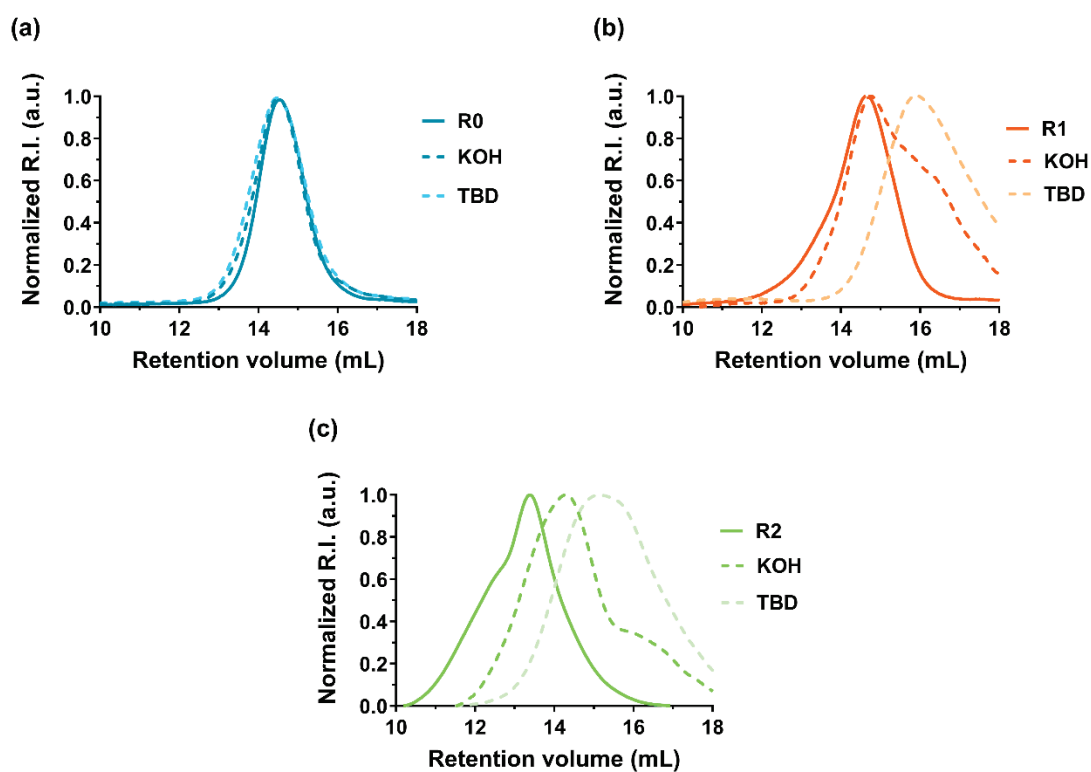 (a)
Normalized R.I. (a.u.)
1.0
0.8
0.6
0.4
0.2
0.0
10 12 14 16 18
Retention volume (mL)
R0
KOH
TBD
(b)
Normalized R.I. (a.u.)
1.0
0.8
0.6
0.4
0.2
0.0
10 12 14 16 18
Retention volume (mL)
R1
KOH
TBD
(c)
Normalized R.I. (a.u.)
1.0
0.8
0.6
0.4
0.2
0.0
10 12 14 16 18
Retention volume (mL)
R2
KOH
TBD